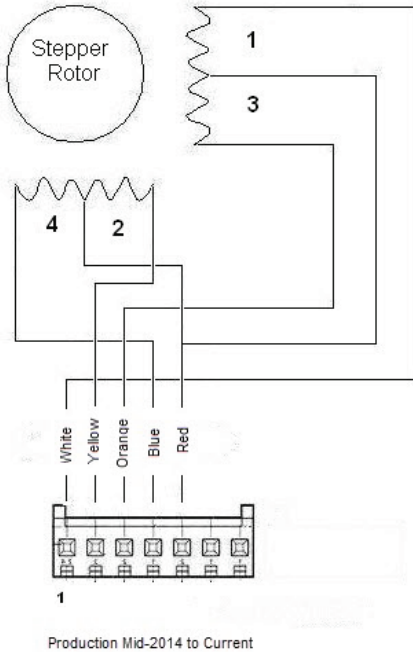 Stepper
Rotor
1
3
4
2
White
Yellow
Orange
Blue
Red
1
Production Mid-2014 to Current